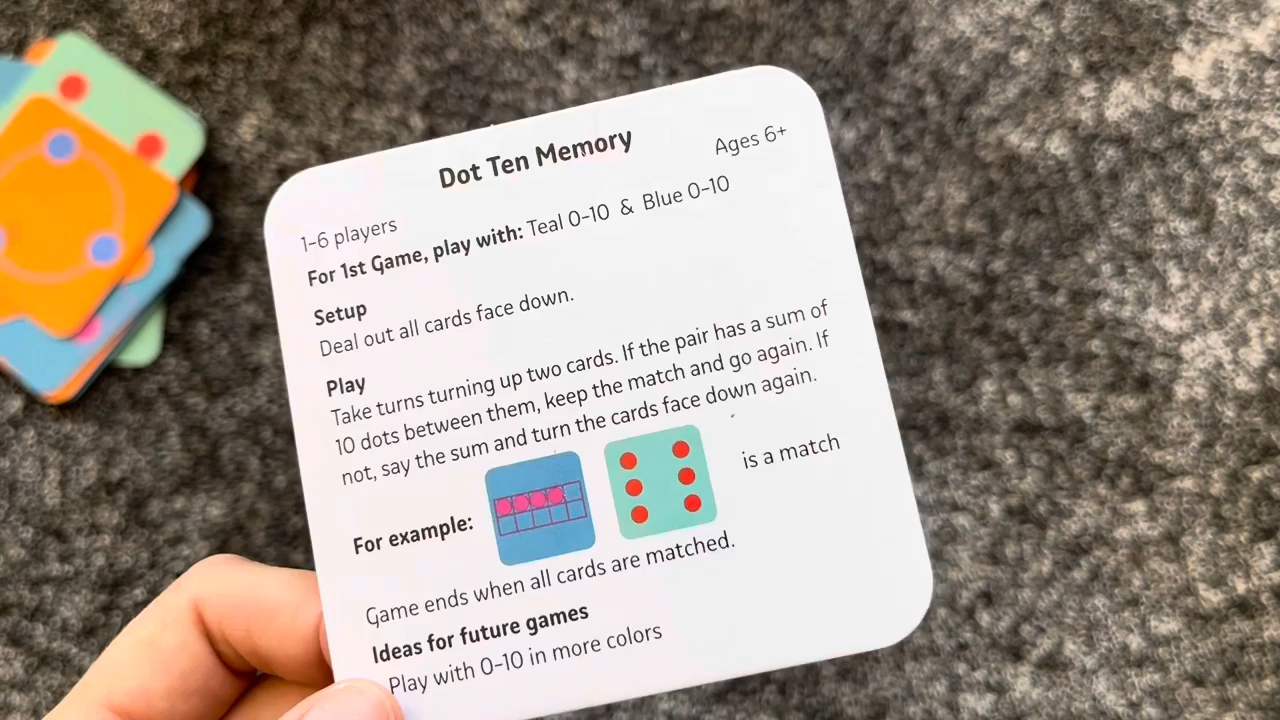 Dot Ten Memory
Ages 6+
1-6 players
For 1st Game, play with: Teal 0-10 & Blue 0-10
Setup
Deal out all cards face down.
Play
Take turns turning up two cards. If the pair has a sum of
10 dots between them, keep the match and go again. If
not, say the sum and turn the cards face down again.
For example:
is a match
Game ends when all cards are matched.
Ideas for future games
Play with 0-10 in more colors